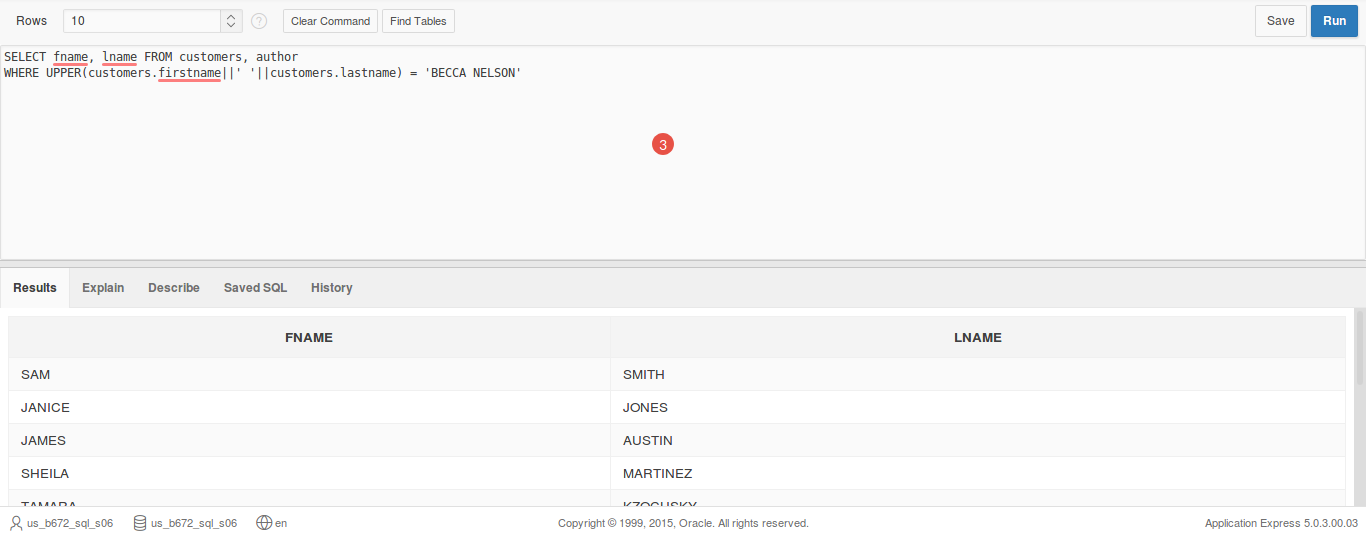 Rows 10 ? Clear Command Find Tables Save Run
SELECT fname, lname FROM customers, author
WHERE UPPER(customers.firstname||' '||customers.lastname) = 'BECCA NELSON'
3
Results Explain Describe Saved SQL History
FNAME LNAME
SAM SMITH
JANICE JONES
JAMES AUSTIN
SHEILA MARTINEZ
TAMARA KZOCHSKY
us_b672_sql_s06 us_b672_sql_s06 en Copyright © 1999, 2015, Oracle. All rights reserved. Application Express 5.0.3.00.03